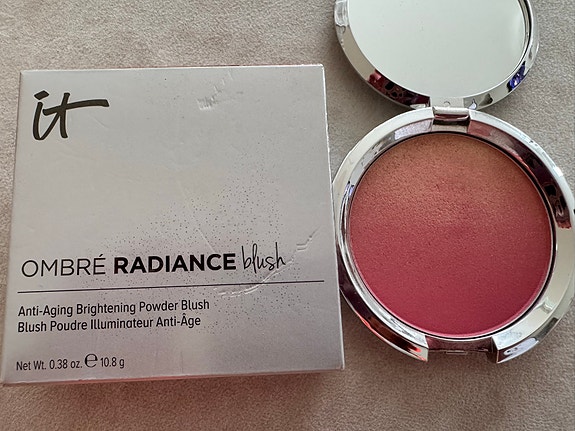 it
OMBRÉ RADIANCE blush
Anti-Aging Brightening Powder Blush
Blush Poudre Illuminateur Anti-Âge
Net Wt. 0.38 oz. ℮ 10.8 g